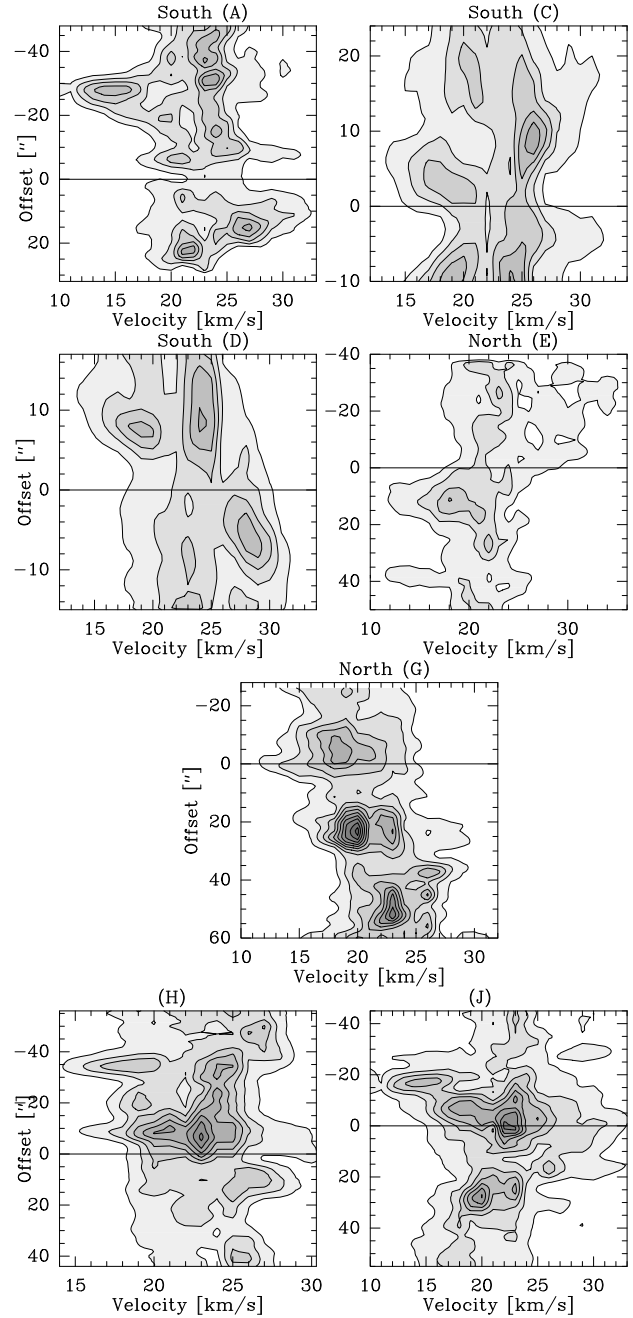 South (A)
South (C)
−40
−20
0
20
Offset ["]
10 15 20 25 30
Velocity [km/s]
20
10
0
−10
15 20 25 30
Velocity [km/s]
South (D)
North (E)
10
0
−10
Offset ["]
15 20 25 30
Velocity [km/s]
−40
−20
0
20
40
10 20 30
Velocity [km/s]
North (G)
−20
0
20
40
60
Offset ["]
10 15 20 25 30
Velocity [km/s]
(H)
(J)
−40
−20
0
20
40
Offset ["]
15 20 25 30
Velocity [km/s]
−40
−20
0
20
40
10 15 20 25 30
Velocity [km/s]